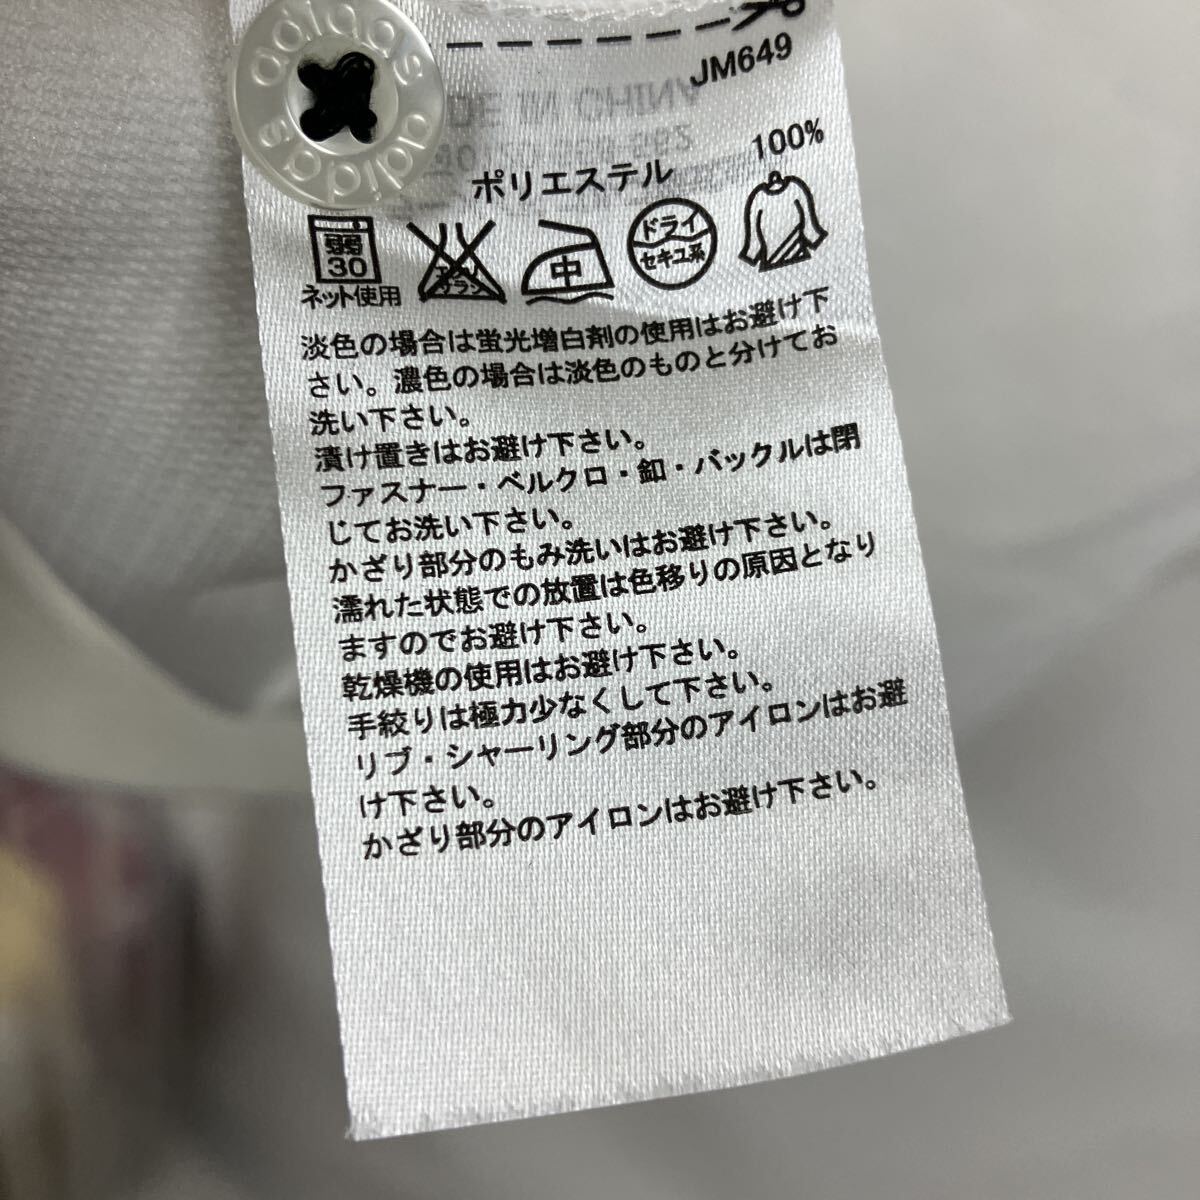 adidas
adidas
JM649
MADE IN CHINA
ポリエステル 100%
弱
30
ネット使用
エンソ
サラシ
中
ドライ
セキユ系
淡色の場合は蛍光増白剤の使用はお避け下
さい。濃色の場合は淡色のものと分けてお
洗い下さい。
漬け置きはお避け下さい。
ファスナー・ベルクロ・釦・バックルは閉
じてお洗い下さい。
かざり部分のもみ洗いはお避け下さい。
濡れた状態での放置は色移りの原因となり
ますのでお避け下さい。
乾燥機の使用はお避け下さい。
手絞りは極力少なくして下さい。
リブ・シャーリング部分のアイロンはお避
け下さい。
かざり部分のアイロンはお避け下さい。